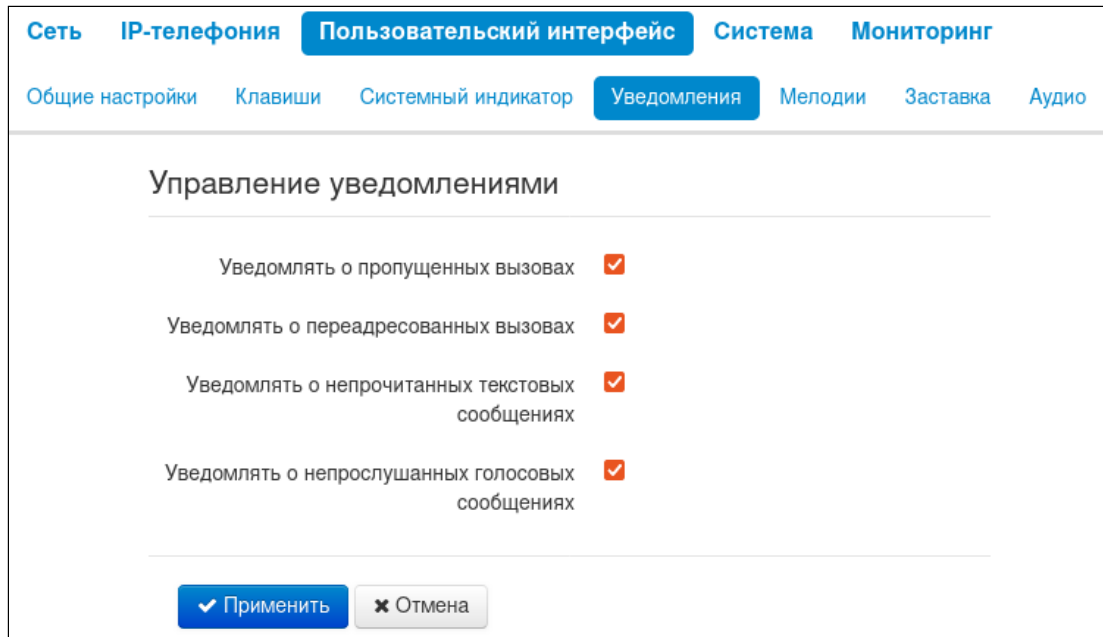 Сеть IP-телефония Пользовательский интерфейс Система Мониторинг
Общие настройки Клавиши Системный индикатор Уведомления Мелодии Заставка Аудио
Управление уведомлениями
Уведомлять о пропущенных вызовах
Уведомлять о переадресованных вызовах
Уведомлять о непрочитанных текстовых
сообщениях
Уведомлять о непрослушанных голосовых
сообщениях
Применить Отмена